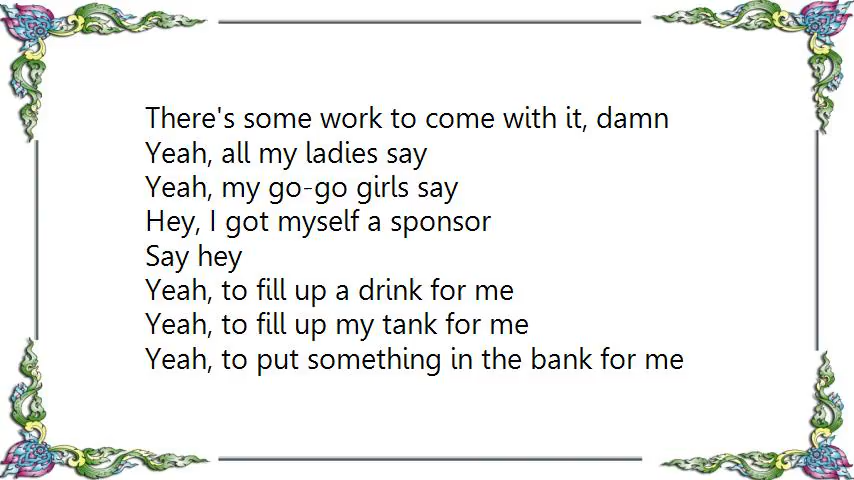 There's some work to come with it, damn
Yeah, all my ladies say
Yeah, my go-go girls say
Hey, I got myself a sponsor
Say hey
Yeah, to fill up a drink for me
Yeah, to fill up my tank for me
Yeah, to put something in the bank for me